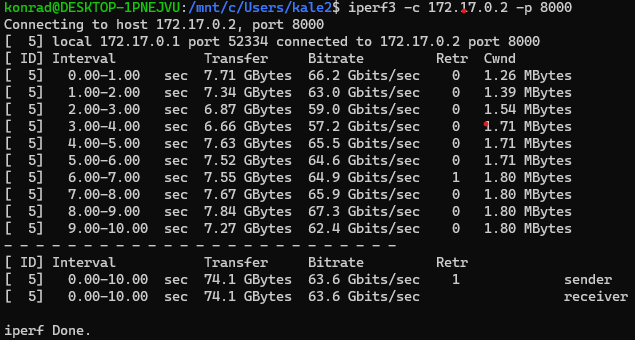 konrad@DESKTOP-1PNEJVU:/mnt/c/Users/kale2$ iperf3 -c 172.17.0.2 -p 8000
Connecting to host 172.17.0.2, port 8000
[  5] local 172.17.0.1 port 52334 connected to 172.17.0.2 port 8000
[ ID] Interval           Transfer     Bitrate         Retr  Cwnd
[  5]   0.00-1.00   sec  7.71 GBytes  66.2 Gbits/sec    0   1.26 MBytes
[  5]   1.00-2.00   sec  7.34 GBytes  63.0 Gbits/sec    0   1.39 MBytes
[  5]   2.00-3.00   sec  6.87 GBytes  59.0 Gbits/sec    0   1.54 MBytes
[  5]   3.00-4.00   sec  6.66 GBytes  57.2 Gbits/sec    0   1.71 MBytes
[  5]   4.00-5.00   sec  7.63 GBytes  65.5 Gbits/sec    0   1.71 MBytes
[  5]   5.00-6.00   sec  7.52 GBytes  64.6 Gbits/sec    0   1.71 MBytes
[  5]   6.00-7.00   sec  7.55 GBytes  64.9 Gbits/sec    1   1.80 MBytes
[  5]   7.00-8.00   sec  7.67 GBytes  65.9 Gbits/sec    0   1.80 MBytes
[  5]   8.00-9.00   sec  7.84 GBytes  67.3 Gbits/sec    0   1.80 MBytes
[  5]   9.00-10.00  sec  7.27 GBytes  62.4 Gbits/sec    0   1.80 MBytes
- - - - - - - - - - - - - - - - - - - - - - - - -
[ ID] Interval           Transfer     Bitrate         Retr
[  5]   0.00-10.00  sec  74.1 GBytes  63.6 Gbits/sec    1             sender
[  5]   0.00-10.00  sec  74.1 GBytes  63.6 Gbits/sec                  receiver
iperf Done.